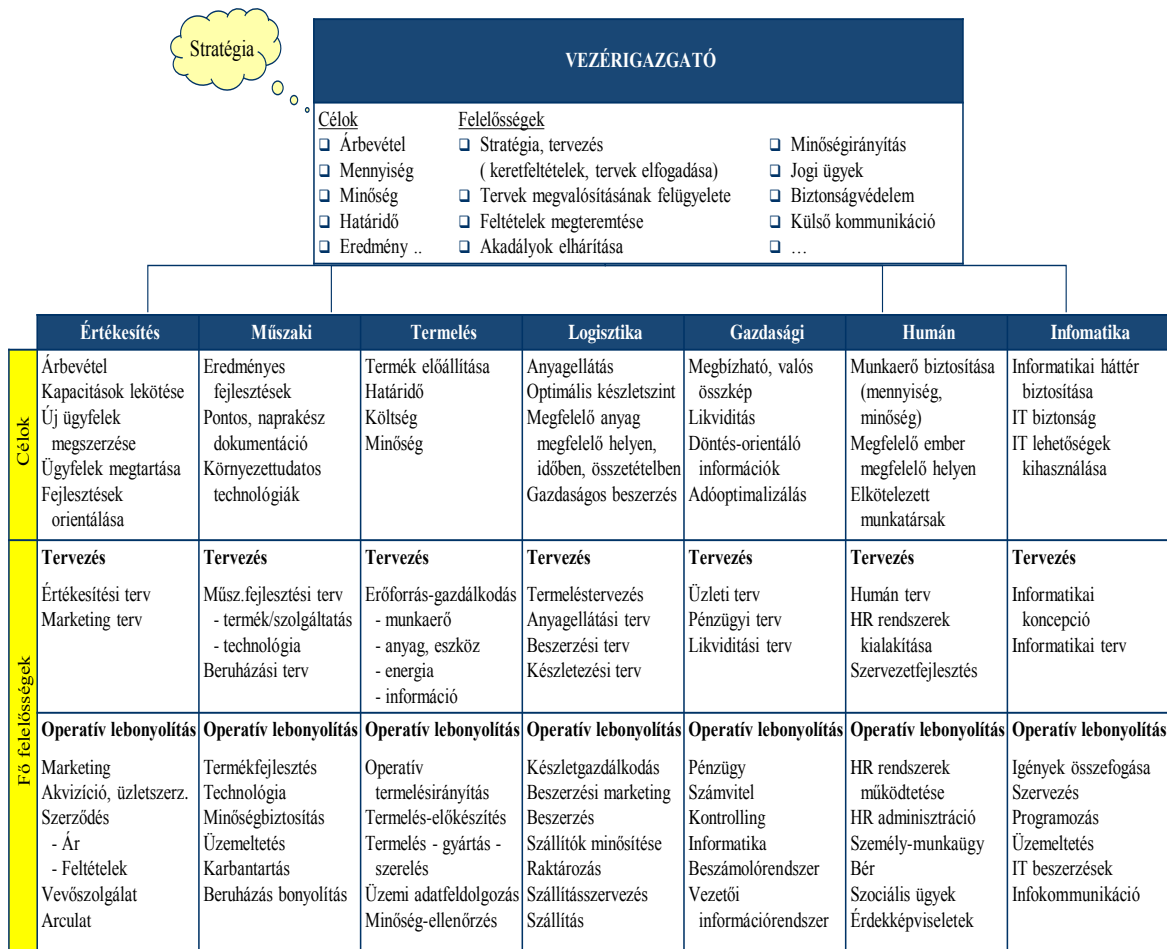 Stratégia
VEZÉRIGAZGATÓ
Célok
❑ Árbevétel
❑ Mennyiség
❑ Minőség
❑ Határidő
❑ Eredmény ..
Felelősségek
❑ Stratégia, tervezés
( keretfeltételek, tervek elfogadása)
❑ Tervek megvalósításának felügyelete
❑ Feltételek megteremtése
❑ Akadályok elhárítása
❑ Minőségirányítás
❑ Jogi ügyek
❑ Biztonságvédelem
❑ Külső kommunikáció
❑ …
Értékesítés
Műszaki
Termelés
Logisztika
Gazdasági
Humán
Infomatika
Célok
Árbevétel
Kapacitások lekötése
Új ügyfelek
megszerzése
Ügyfelek megtartása
Fejlesztések
orientálása
Eredményes
fejlesztések
Pontos, naprakész
dokumentáció
Környezettudatos
technológiák
Termék előállítása
Határidő
Költség
Minőség
Anyagellátás
Optimális készletszint
Megfelelő anyag
megfelelő helyen,
időben, összetételben
Gazdaságos beszerzés
Megbízható, valós
összkép
Likviditás
Döntés-orientáló
információk
Adóoptimalizálás
Munkaerő biztosítása
(mennyiség,
minőség)
Megfelelő ember
megfelelő helyen
Elkötelezett
munkatársak
Informatikai háttér
biztosítása
IT biztonság
IT lehetőségek
kihasználása
Fő felelősségek
Tervezés
Értékesítési terv
Marketing terv
Tervezés
Műsz.fejlesztési terv
- termék/szolgáltatás
- technológia
Beruházási terv
Tervezés
Erőforrás-gazdálkodás
- munkaerő
- anyag, eszköz
- energia
- információ
Tervezés
Termeléstervezés
Anyagellátási terv
Beszerzési terv
Készletezési terv
Tervezés
Üzleti terv
Pénzügyi terv
Likviditási terv
Tervezés
Humán terv
HR rendszerek
kialakítása
Szervezetfejlesztés
Tervezés
Informatikai
koncepció
Informatikai terv
Operatív lebonyolítás
Marketing
Akvizíció, üzletszerz.
Szerződés
- Ár
- Feltételek
Vevőszolgálat
Arculat
Operatív lebonyolítás
Termékfejlesztés
Technológia
Minőségbiztosítás
Üzemeltetés
Karbantartás
Beruházás bonyolítás
Operatív lebonyolítás
Operatív
termelésirányítás
Termelés-előkészítés
Termelés - gyártás -
szerelés
Üzemi adatfeldolgozás
Minőség-ellenőrzés
Operatív lebonyolítás
Készletgazdálkodás
Beszerzési marketing
Beszerzés
Szállítók minősítése
Raktározás
Szállításszervezés
Szállítás
Operatív lebonyolítás
Pénzügy
Számvitel
Kontrolling
Informatika
Beszámolórendszer
Vezetői
információrendszer
Operatív lebonyolítás
HR rendszerek
működtetése
HR adminisztráció
Személy-munkaügy
Bér
Szociális ügyek
Érdekképviseletek
Operatív lebonyolítás
Igények összefogása
Szervezés
Programozás
Üzemeltetés
IT beszerzések
Infokommunikáció